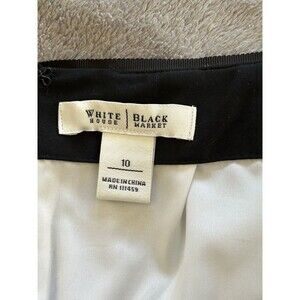 WHITE | BLACK
HOUSE | MARKET
10
MADE IN CHINA
RN 111459